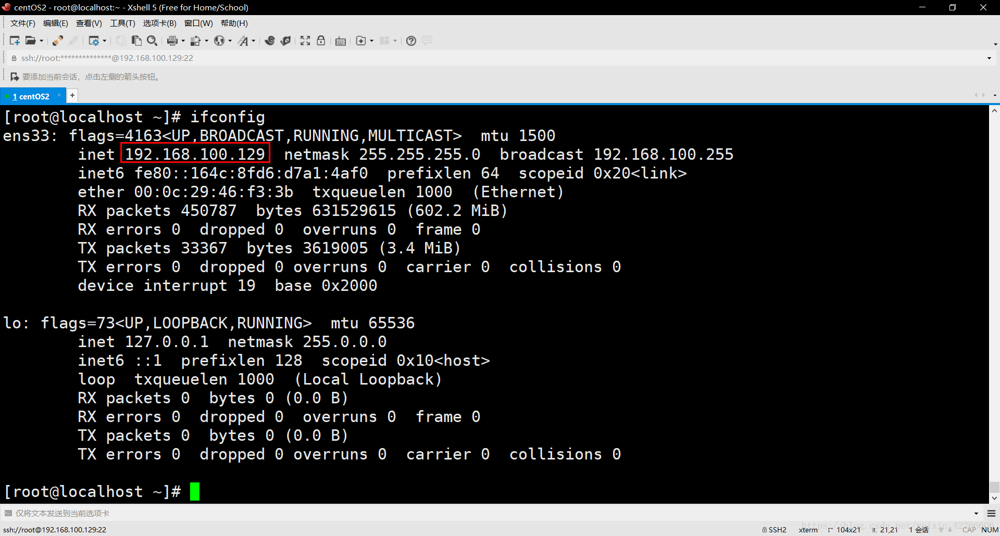 centOS2 - root@localhost:~ - Xshell 5 (Free for Home/School)
文件(F) 编辑(E) 查看(V) 工具(T) 选项卡(B) 窗口(W) 帮助(H)
ssh://root:**************@192.168.100.129:22
要添加当前会话，点击左侧的箭头按钮。
1 centOS2 × +
[root@localhost ~]# ifconfig
ens33: flags=4163<UP,BROADCAST,RUNNING,MULTICAST>  mtu 1500
inet 192.168.100.129  netmask 255.255.255.0  broadcast 192.168.100.255
inet6 fe80::164c:8fd6:d7a1:4af0  prefixlen 64  scopeid 0x20<link>
ether 00:0c:29:46:f3:3b  txqueuelen 1000  (Ethernet)
RX packets 450787  bytes 631529615 (602.2 MiB)
RX errors 0  dropped 0  overruns 0  frame 0
TX packets 33367  bytes 3619005 (3.4 MiB)
TX errors 0  dropped 0 overruns 0  carrier 0  collisions 0
device interrupt 19  base 0x2000
lo: flags=73<UP,LOOPBACK,RUNNING>  mtu 65536
inet 127.0.0.1  netmask 255.0.0.0
inet6 ::1  prefixlen 128  scopeid 0x10<host>
loop  txqueuelen 1000  (Local Loopback)
RX packets 0  bytes 0 (0.0 B)
RX errors 0  dropped 0  overruns 0  frame 0
TX packets 0  bytes 0 (0.0 B)
TX errors 0  dropped 0 overruns 0  carrier 0  collisions 0
[root@localhost ~]#
仅将文本发送到当前选项卡
https://blog.csdn.net/weixin_42266606
ssh://root@192.168.100.129:22 SSH2 xterm 104x21 21,21 1 会话 CAP NUM